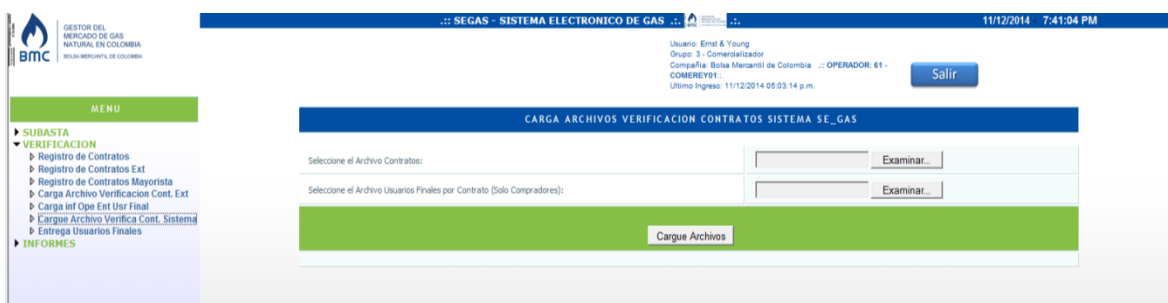 GESTOR DEL
MERCADO DE GAS
NATURAL EN COLOMBIA
BMC
BOLSA MERCANTIL DE COLOMBIA
.:: SEGAS - SISTEMA ELECTRONICO DE GAS .:. .:.
11/12/2014 - 7:41:04 PM
Usuario: Ernst & Young
Grupo: 3 - Comercializador
Compañia: Bolsa Mercantil de Colombia .:: OPERADOR: 61 -
COMEREY01::.
Ultimo Ingreso: 11/12/2014 05:03:14 p.m.
Salir
MENU
SUBASTA
VERIFICACION
Registro de Contratos
Registro de Contratos Ext
Registro de Contratos Mayorista
Carga Archivo Verificacion Cont. Ext
Carga inf Ope Ent Usr Final
Cargue Archivo Verifica Cont. Sistema
Entrega Usuarios Finales
INFORMES
CARGA ARCHIVOS VERIFICACION CONTRATOS SISTEMA SE_GAS
Seleccione el Archivo Contratos: Examinar...
Seleccione el Archivo Usuarios Finales por Contrato (Solo Compradores): Examinar...
Cargue Archivos